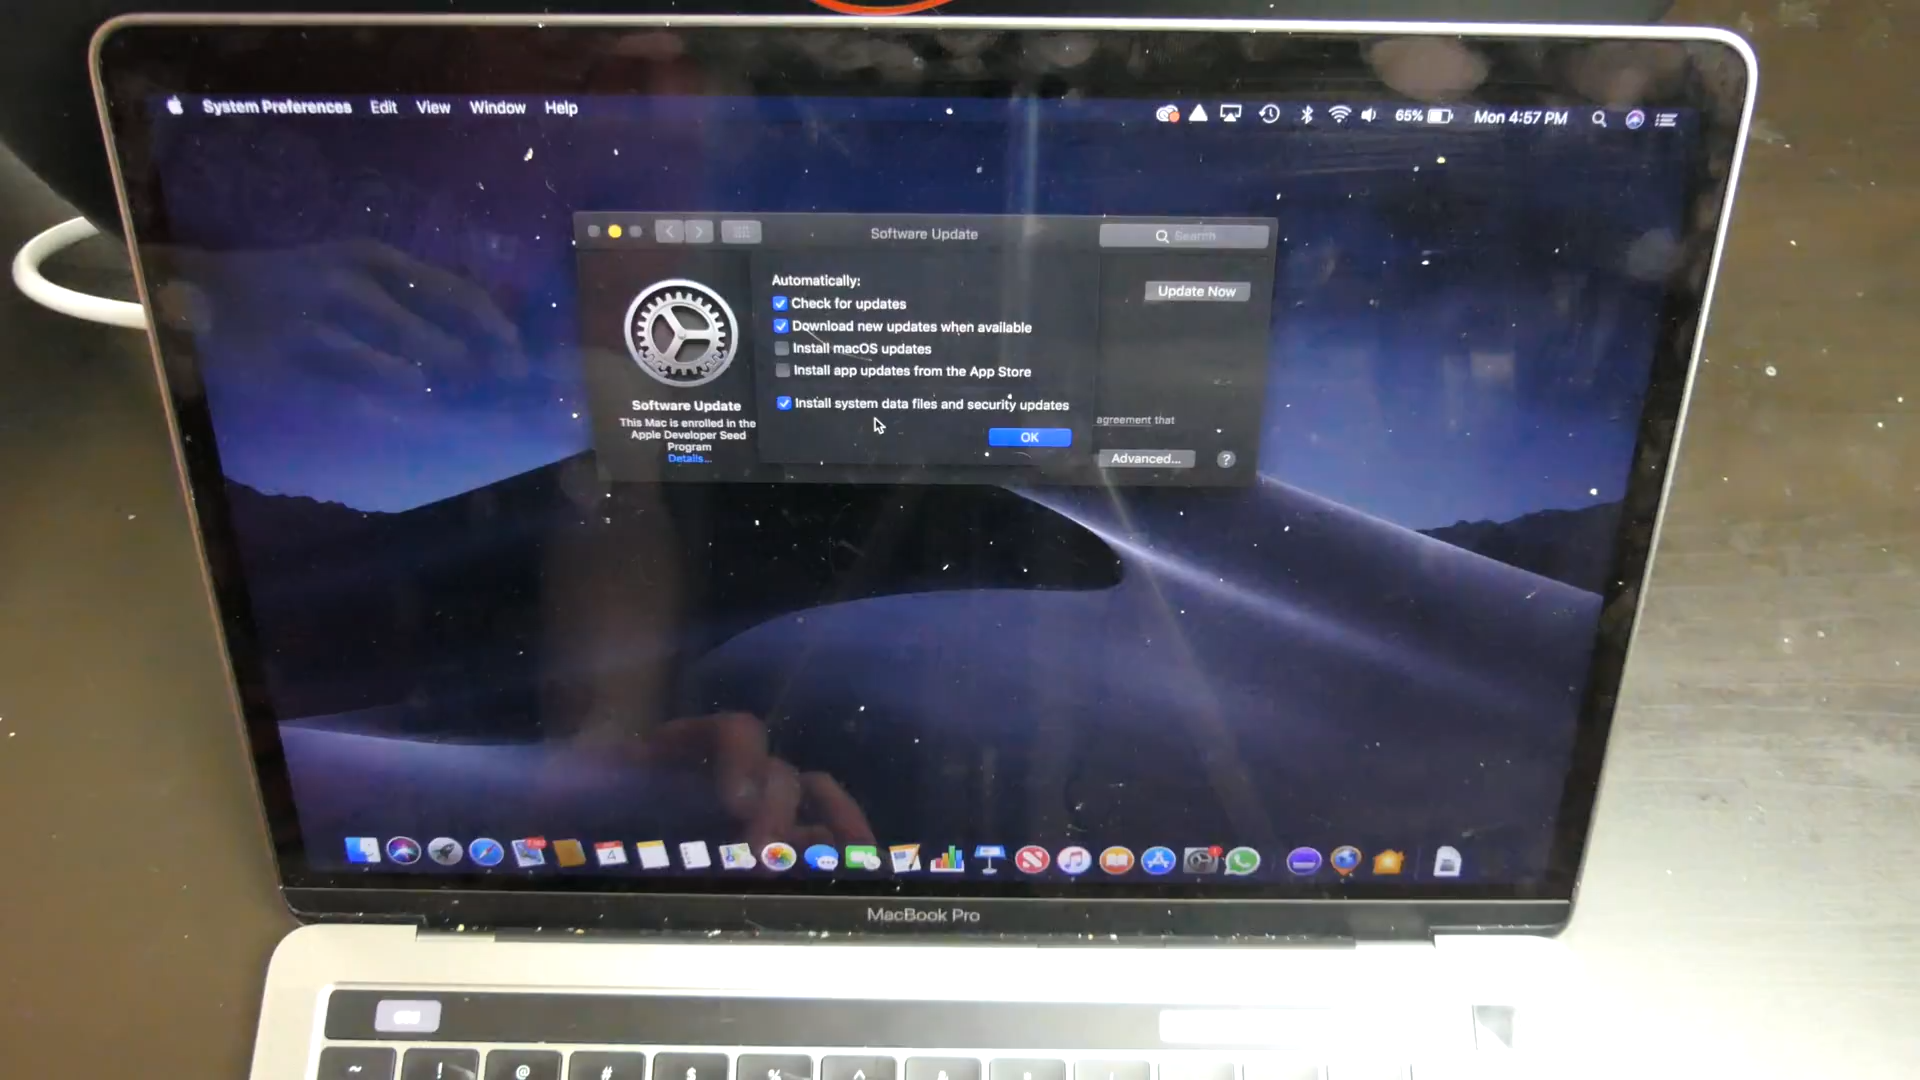 System Preferences Edit View Window Help 65% Mon 4:57 PM
Software Update
Search
Automatically:
Check for updates
Download new updates when available
Install macOS updates
Install app updates from the App Store
Install system data files and security updates
OK
Update Now
Software Update
This Mac is enrolled in the
Apple Developer Seed
Program
Details...
agreement that
Advanced...
?
MacBook Pro
esc
~ ! @ # $ % ^